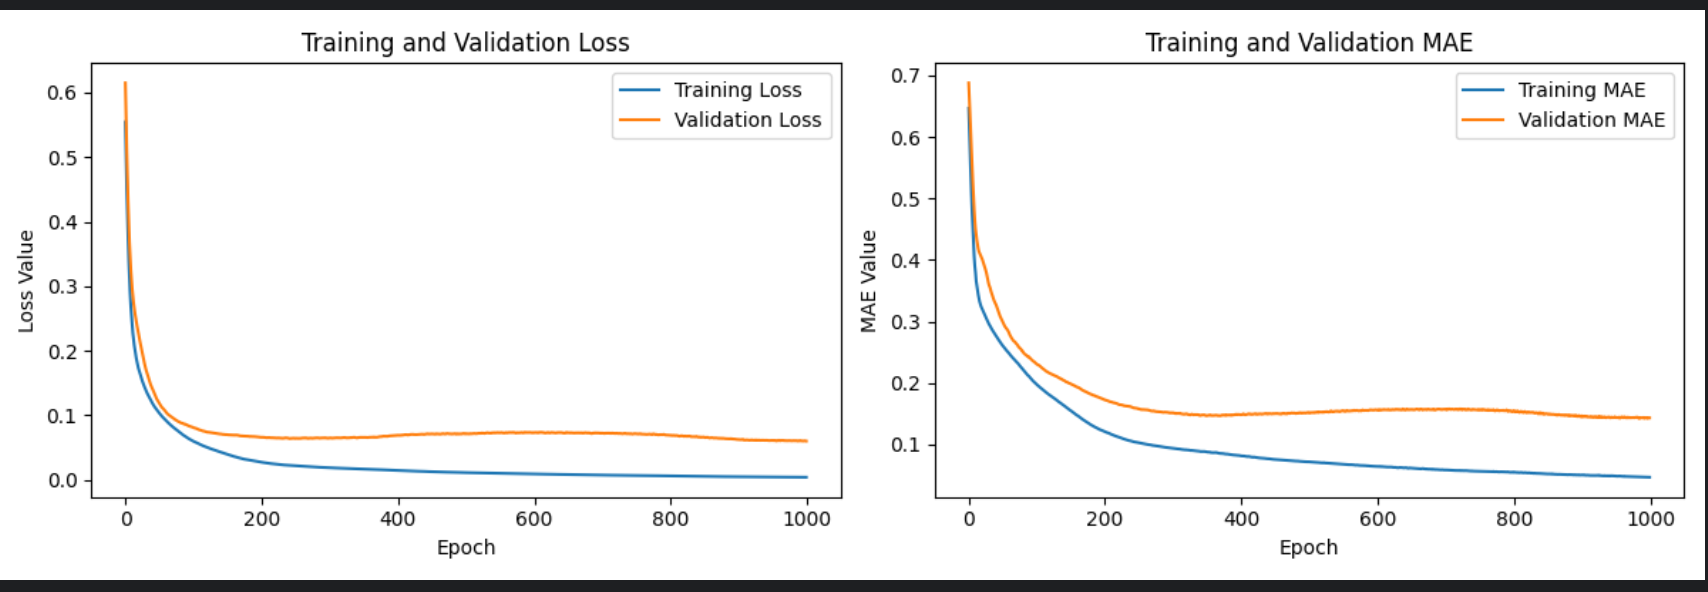 Training and Validation Loss
0.6
0.5
0.4
0.3
0.2
0.1
0.0
Loss Value
Training Loss
Validation Loss
0 200 400 600 800 1000
Epoch
Training and Validation MAE
0.7
0.6
0.5
0.4
0.3
0.2
0.1
MAE Value
Training MAE
Validation MAE
0 200 400 600 800 1000
Epoch